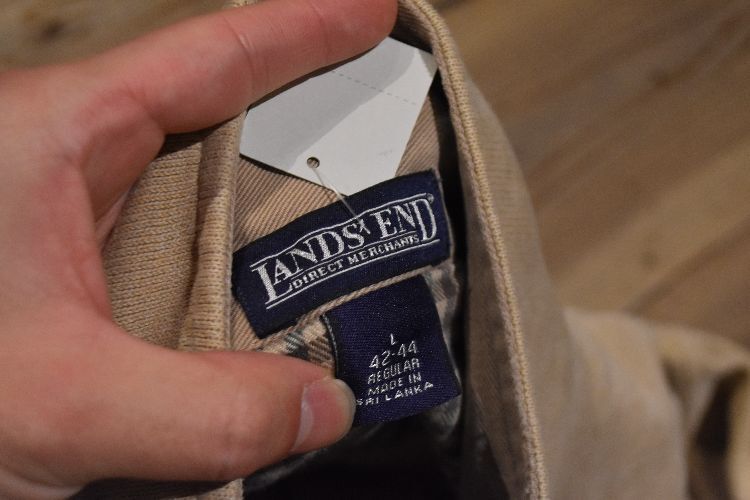 LANDS' END
DIRECT MERCHANTS
L
42-44
REGULAR
MADE IN
SRI LANKA